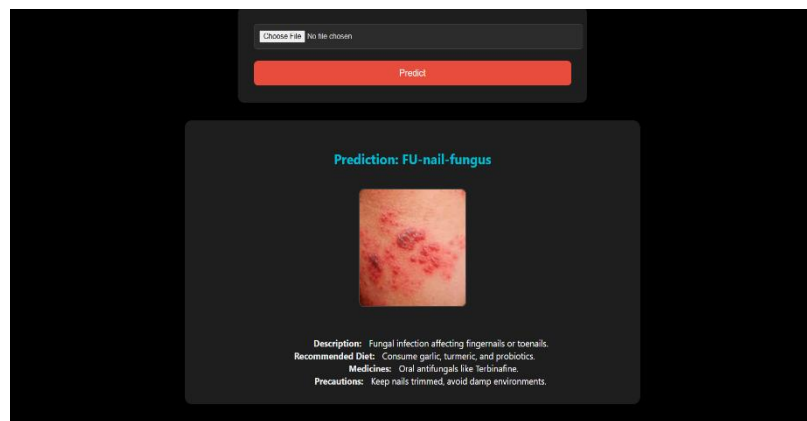 Choose File No file chosen
Predict
Prediction: FU-nail-fungus
Description: Fungal infection affecting fingernails or toenails.
Recommended Diet: Consume garlic, turmeric, and probiotics.
Medicines: Oral antifungals like Terbinafine.
Precautions: Keep nails trimmed, avoid damp environments.